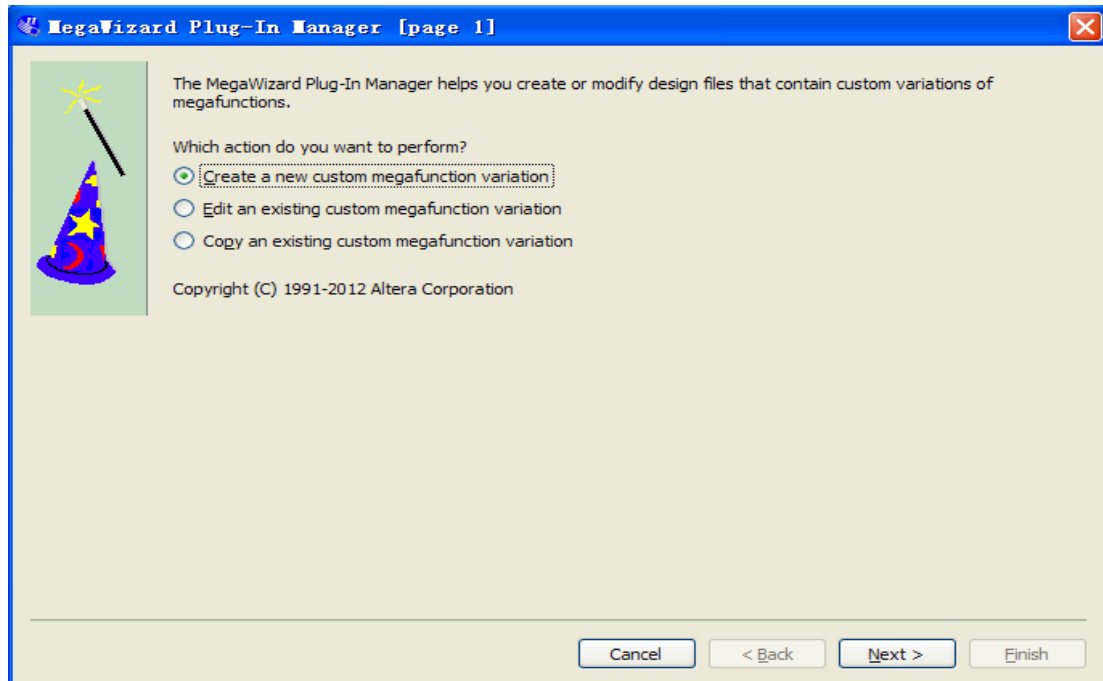 MegaWizard Plug-In Manager [page 1]
The MegaWizard Plug-In Manager helps you create or modify design files that contain custom variations of
megafunctions.
Which action do you want to perform?
Create a new custom megafunction variation
Edit an existing custom megafunction variation
Copy an existing custom megafunction variation
Copyright (C) 1991-2012 Altera Corporation
Cancel < Back Next > Finish